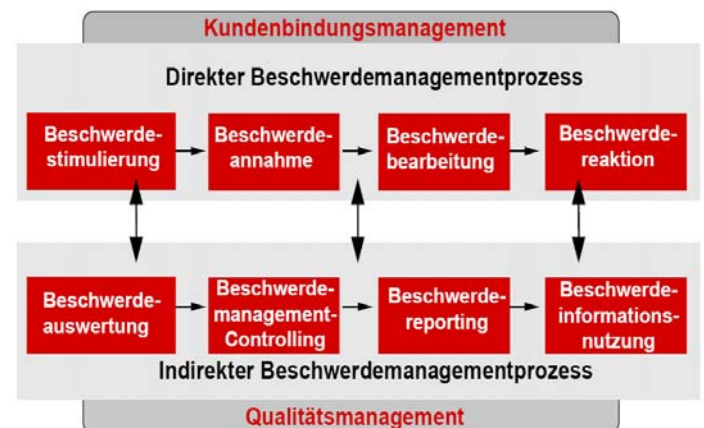 Kundenbindungsmanagement
Direkter Beschwerdemanagementprozess
Beschwerde-
stimulierung
Beschwerde-
annahme
Beschwerde-
bearbeitung
Beschwerde-
reaktion
Beschwerde-
auswertung
Beschwerde-
management-
Controlling
Beschwerde-
reporting
Beschwerde-
informations-
nutzung
Indirekter Beschwerdemanagementprozess
Qualitätsmanagement